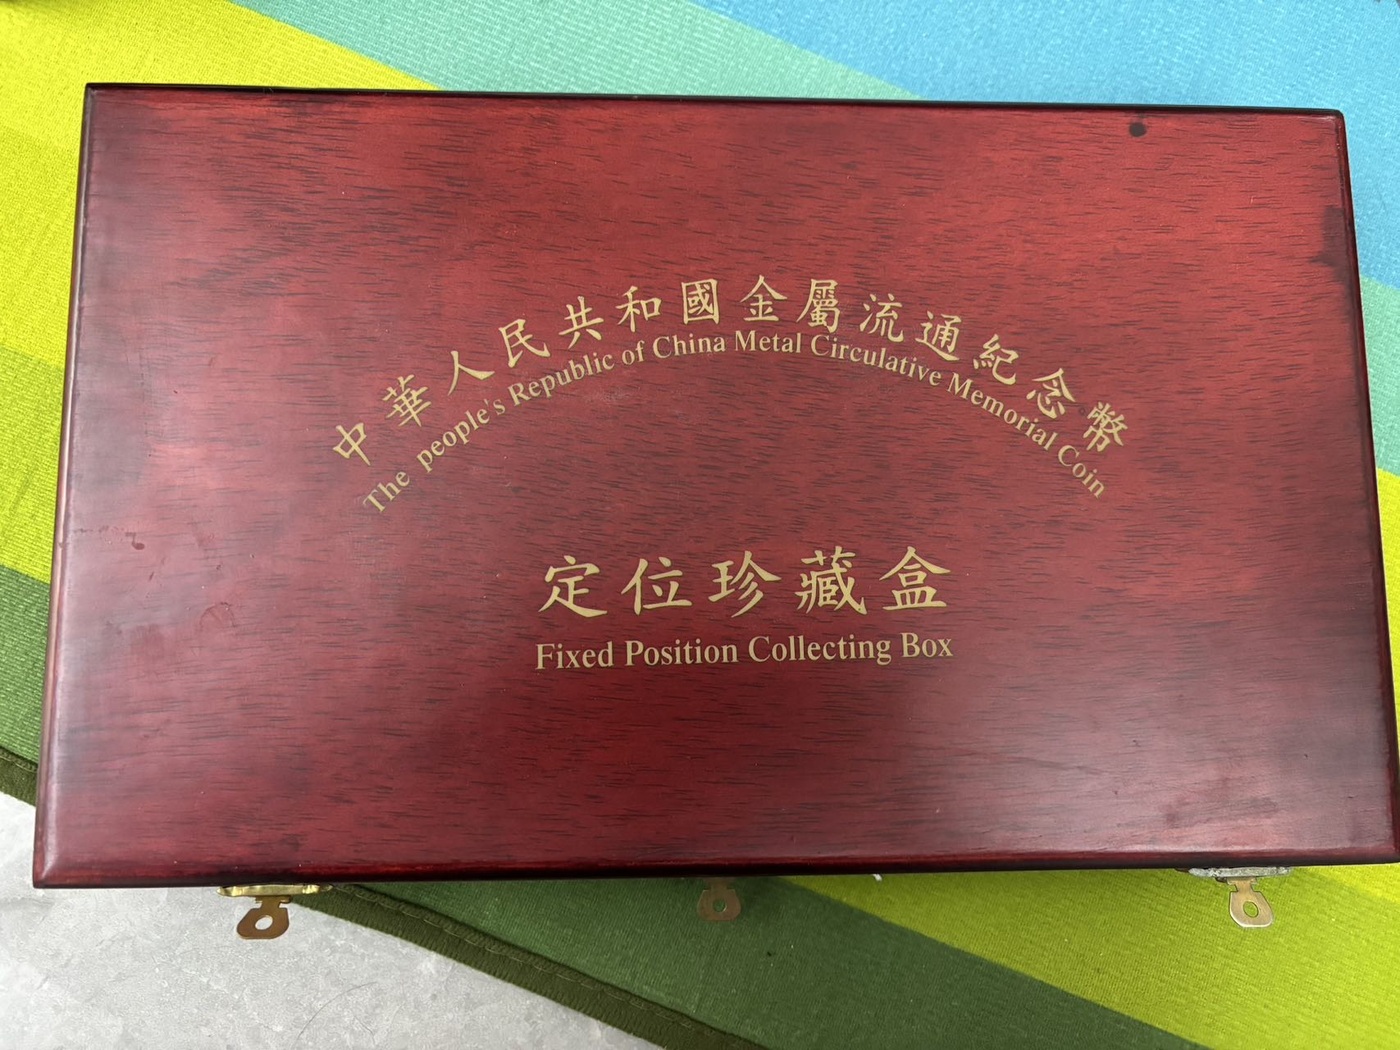 中華人民共和國金屬流通紀念幣
The people's Republic of China Metal Circulative Memorial Coin
定位珍藏盒
Fixed Position Collecting Box